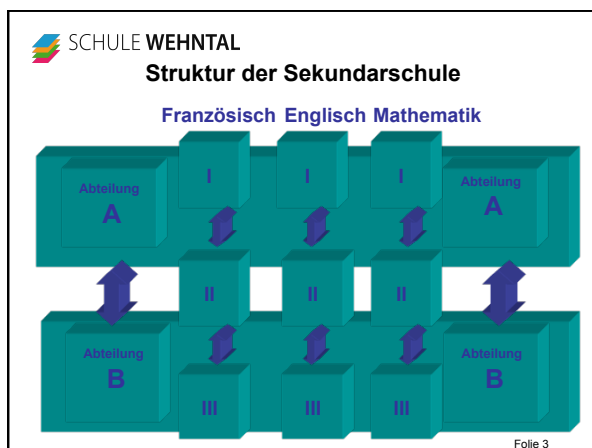 SCHULE WEHNTAL
Struktur der Sekundarschule
Französisch Englisch Mathematik
Abteilung
A
I
I
I
Abteilung
A
II
II
II
Abteilung
B
III
III
III
Abteilung
B
Folie 3